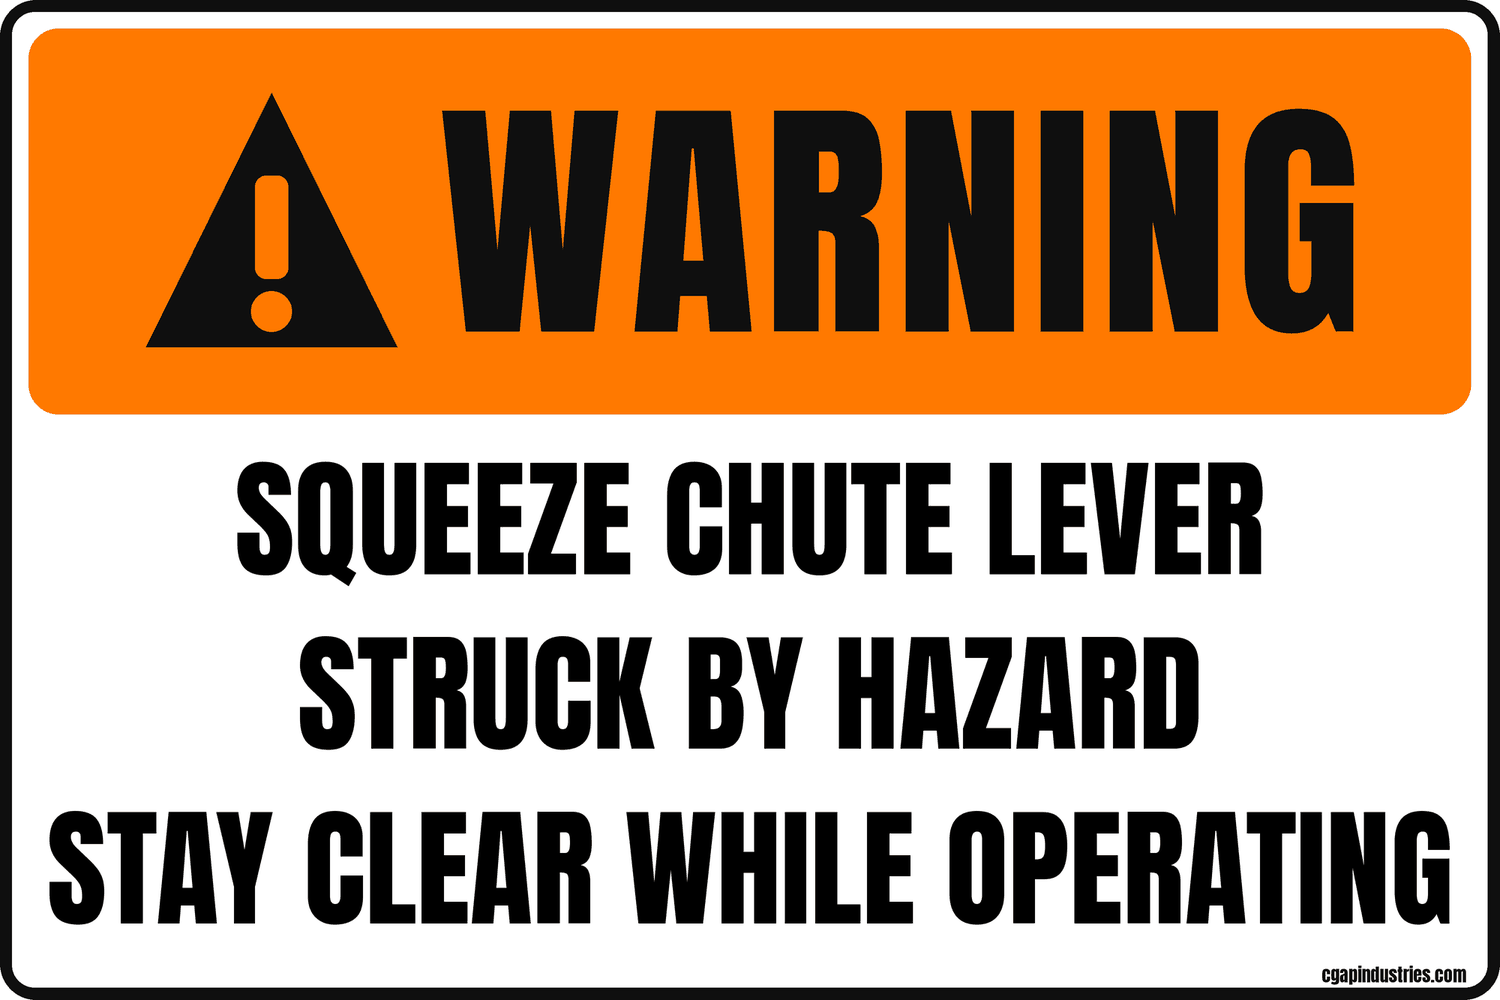 WARNING
SQUEEZE CHUTE LEVER
STRUCK BY HAZARD
STAY CLEAR WHILE OPERATING
cgapindustries.com